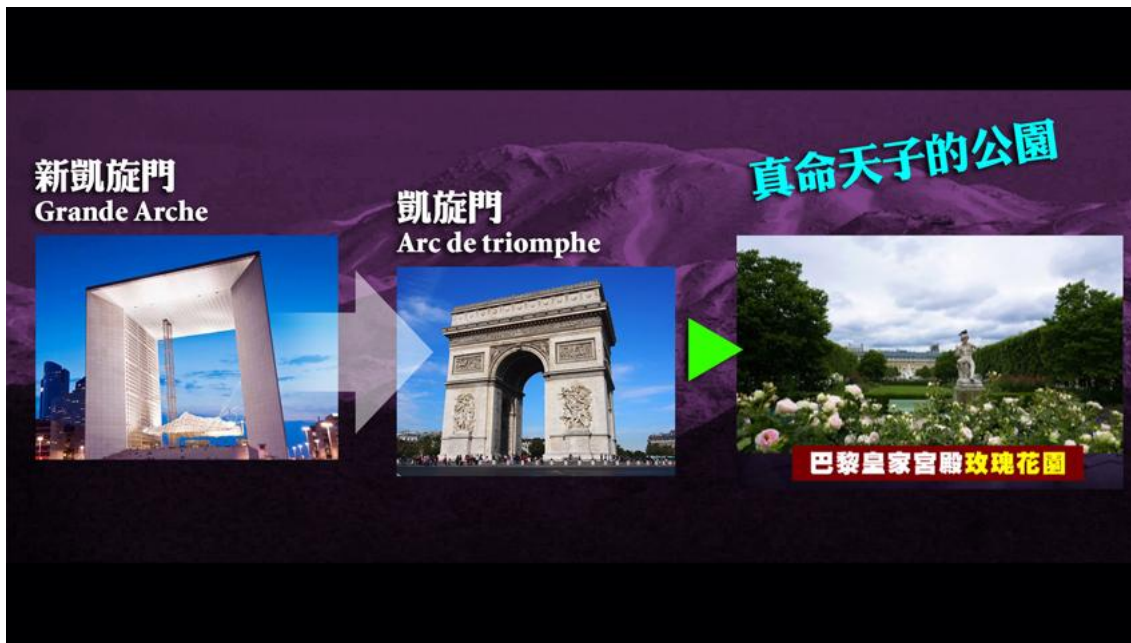 新凱旋門
Grande Arche
凱旋門
Arc de triomphe
真命天子的公園
巴黎皇家宮殿玫瑰花園